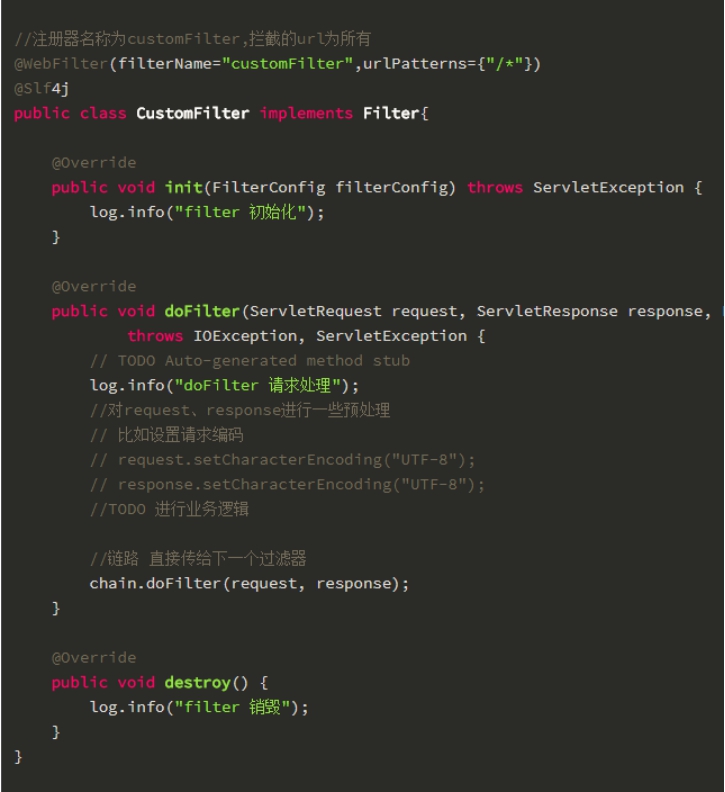 //注册器名称为customFilter,拦截的url为所有
@WebFilter(filterName="customFilter",urlPatterns={"/*"})
@Slf4j
public class CustomFilter implements Filter{
@Override
public void init(FilterConfig filterConfig) throws ServletException {
log.info("filter 初始化");
}
@Override
public void doFilter(ServletRequest request, ServletResponse response,
throws IOException, ServletException {
// TODO Auto-generated method stub
log.info("doFilter 请求处理");
//对request、response进行一些预处理
// 比如设置请求编码
// request.setCharacterEncoding("UTF-8");
// response.setCharacterEncoding("UTF-8");
//TODO 进行业务逻辑
//链路 直接传给下一个过滤器
chain.doFilter(request, response);
}
@Override
public void destroy() {
log.info("filter 销毁");
}
}